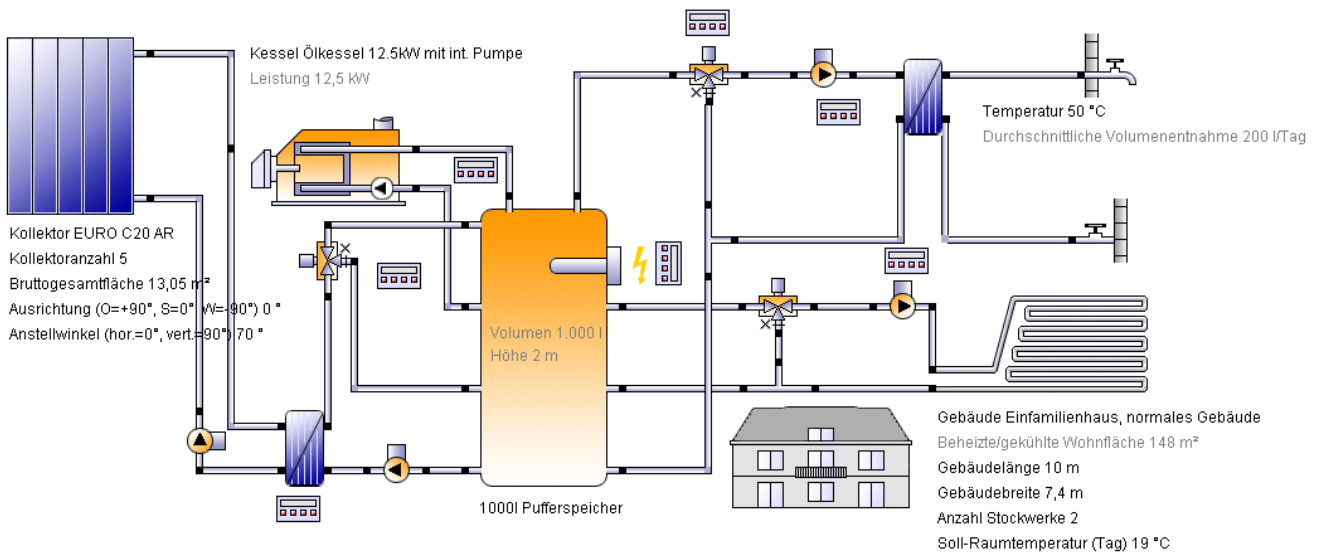 Kessel Ölkessel 12.5kW mit int. Pumpe
Leistung 12,5 kW
Temperatur 50 °C
Durchschnittliche Volumenentnahme 200 l/Tag
Kollektor EURO C20 AR
Kollektoranzahl 5
Bruttogesamtfläche 13,05 m²
Ausrichtung (O=+90°, S=0°, W=-90°) 0 °
Anstellwinkel (hor.=0°, vert.=90°) 70 °
Volumen 1.000 l
Höhe 2 m
1000l Pufferspeicher
Gebäude Einfamilienhaus, normales Gebäude
Beheizte/gekühlte Wohnfläche 148 m²
Gebäudelänge 10 m
Gebäudebreite 7,4 m
Anzahl Stockwerke 2
Soll-Raumtemperatur (Tag) 19 °C